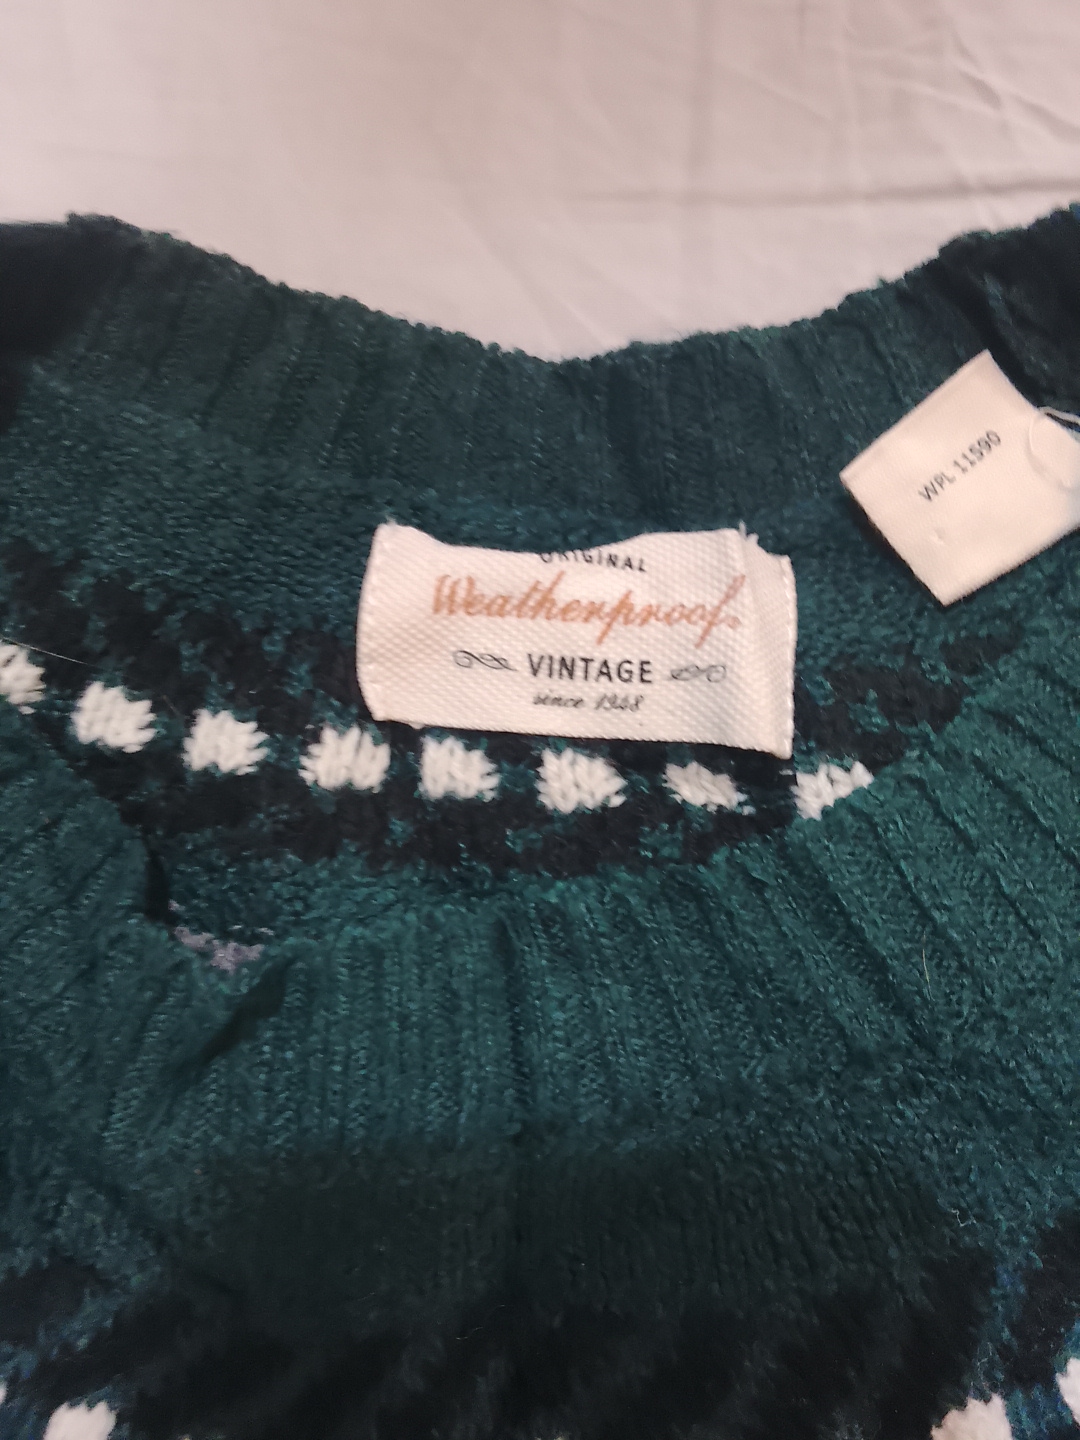 ORIGINAL
Weatherproof
VINTAGE
since 1948
WPL 11590